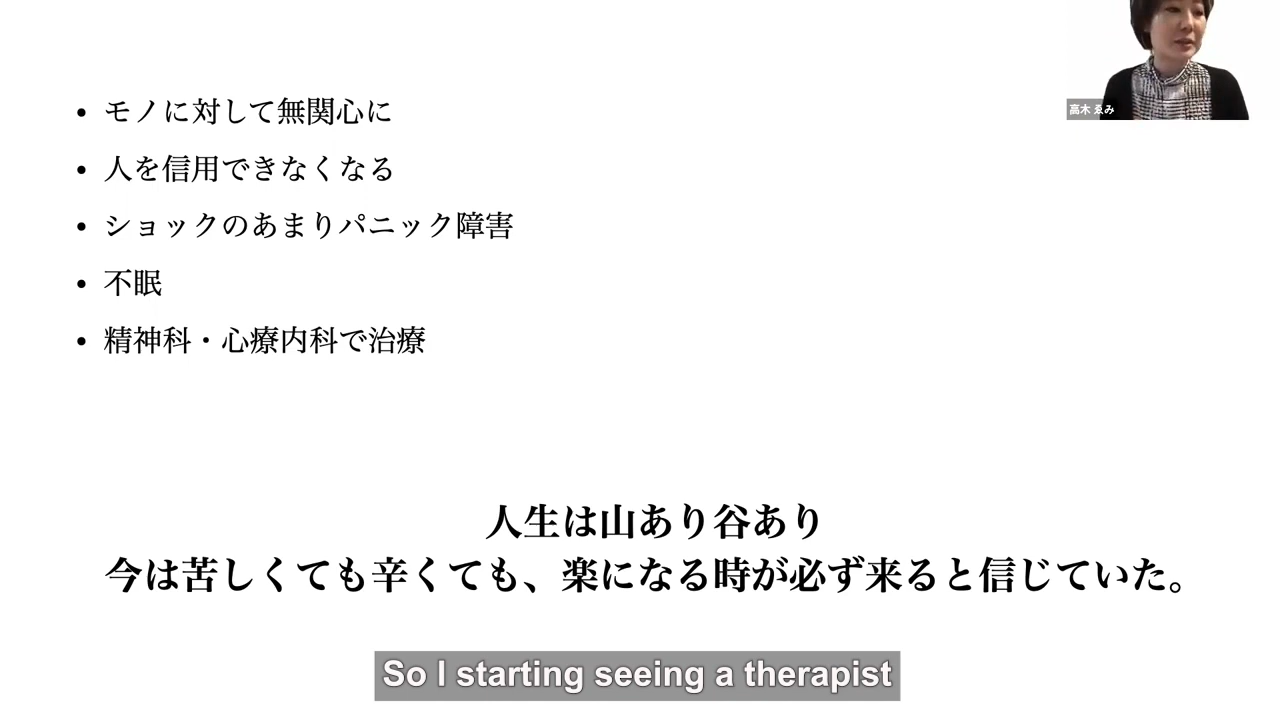 高木 ゑみ
• モノに対して無関心に
• 人を信用できなくなる
• ショックのあまりパニック障害
• 不眠
• 精神科・心療内科で治療
人生は山あり谷あり
今は苦しくても辛くても、楽になる時が必ず来ると信じていた。
So I starting seeing a therapist